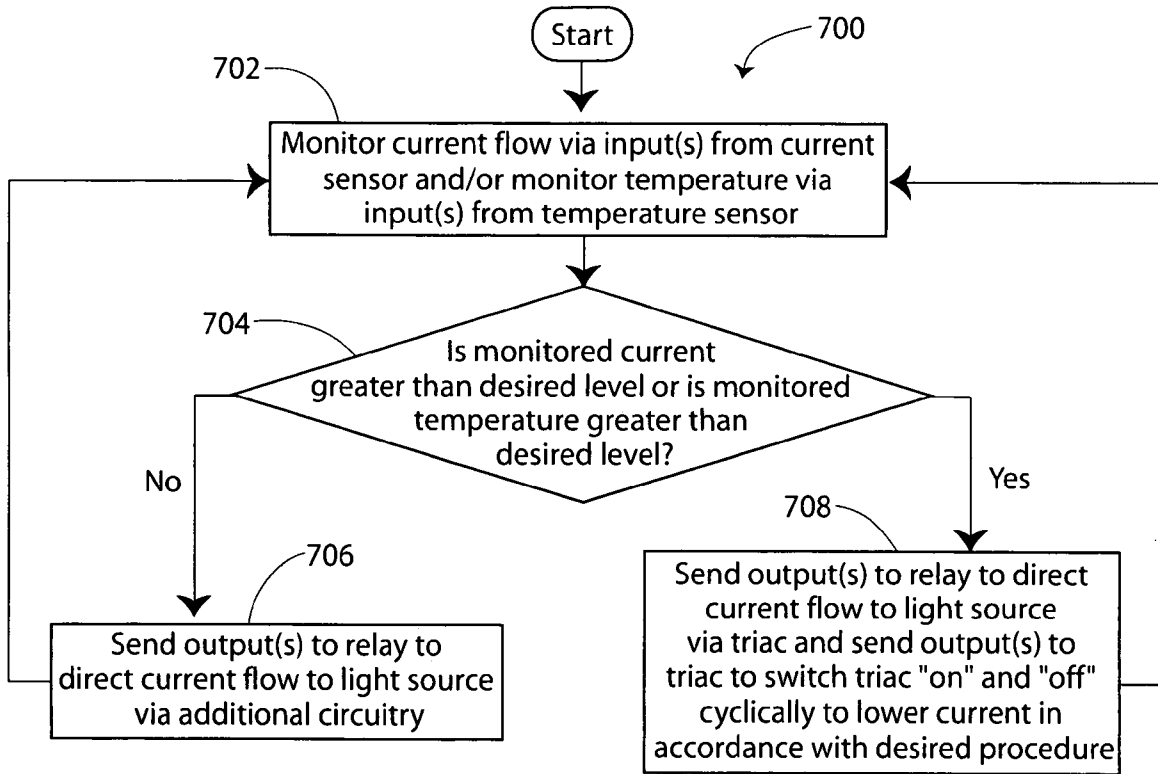 Start
700
702
Monitor current flow via input(s) from current
sensor and/or monitor temperature via
input(s) from temperature sensor
704
Is monitored current
greater than desired level or is monitored
temperature greater than
desired level?
No
Yes
706
Send output(s) to relay to
direct current flow to light source
via additional circuitry
708
Send output(s) to relay to direct
current flow to light source
via triac and send output(s) to
triac to switch triac "on" and "off"
cyclically to lower current in
accordance with desired procedure